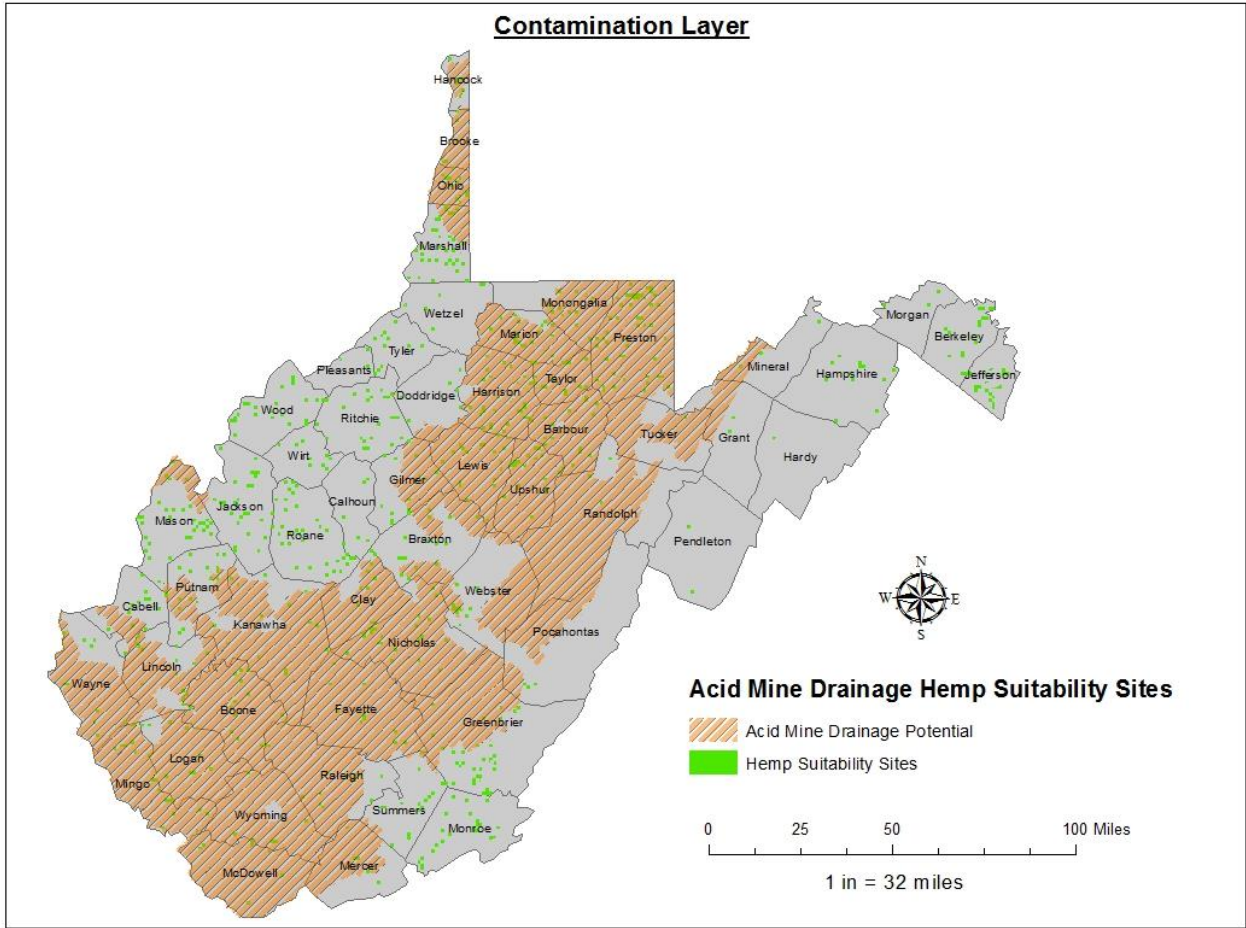 Contamination Layer
Hancock
Brooke
Ohio
Marshall
Wetzel
Monongalia
Marion
Preston
Morgan
Berkeley
Jefferson
Mineral
Hampshire
Tyler
Pleasants
Doddridge
Harrison
Taylor
Wood
Ritchie
Barbour
Tucker
Grant
Hardy
Wirt
Lewis
Gilmer
Upshur
Randolph
Calhoun
Jackson
Mason
Roane
Braxton
Pendleton
Putnam
Cabell
Clay
Webster
Kanawha
Nicholas
Pocahontas
Lincoln
Wayne
Boone
Fayette
Greenbrier
Logan
Mingo
Raleigh
Wyoming
Summers
Monroe
McDowell
Mercer
N
W E
S
Acid Mine Drainage Hemp Suitability Sites
Acid Mine Drainage Potential
Hemp Suitability Sites
0 25 50 100 Miles
1 in = 32 miles